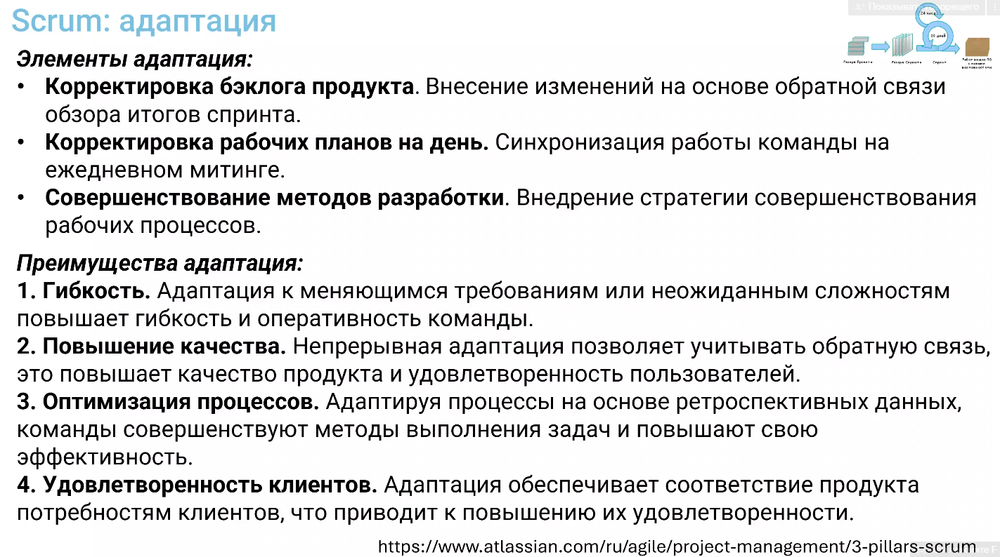 Scrum: адаптация
24 часа
30 дней
Резерв Проекта
Резерв Спринта
Спринт
Элементы адаптация:
• Корректировка бэклога продукта. Внесение изменений на основе обратной связи
обзора итогов спринта.
• Корректировка рабочих планов на день. Синхронизация работы команды на
ежедневном митинге.
• Совершенствование методов разработки. Внедрение стратегии совершенствования
рабочих процессов.
Преимущества адаптация:
1. Гибкость. Адаптация к меняющимся требованиям или неожиданным сложностям
повышает гибкость и оперативность команды.
2. Повышение качества. Непрерывная адаптация позволяет учитывать обратную связь,
это повышает качество продукта и удовлетворенность пользователей.
3. Оптимизация процессов. Адаптируя процессы на основе ретроспективных данных,
команды совершенствуют методы выполнения задач и повышают свою
эффективность.
4. Удовлетворенность клиентов. Адаптация обеспечивает соответствие продукта
потребностям клиентов, что приводит к повышению их удовлетворенности.
https://www.atlassian.com/ru/agile/project-management/3-pillars-scrum